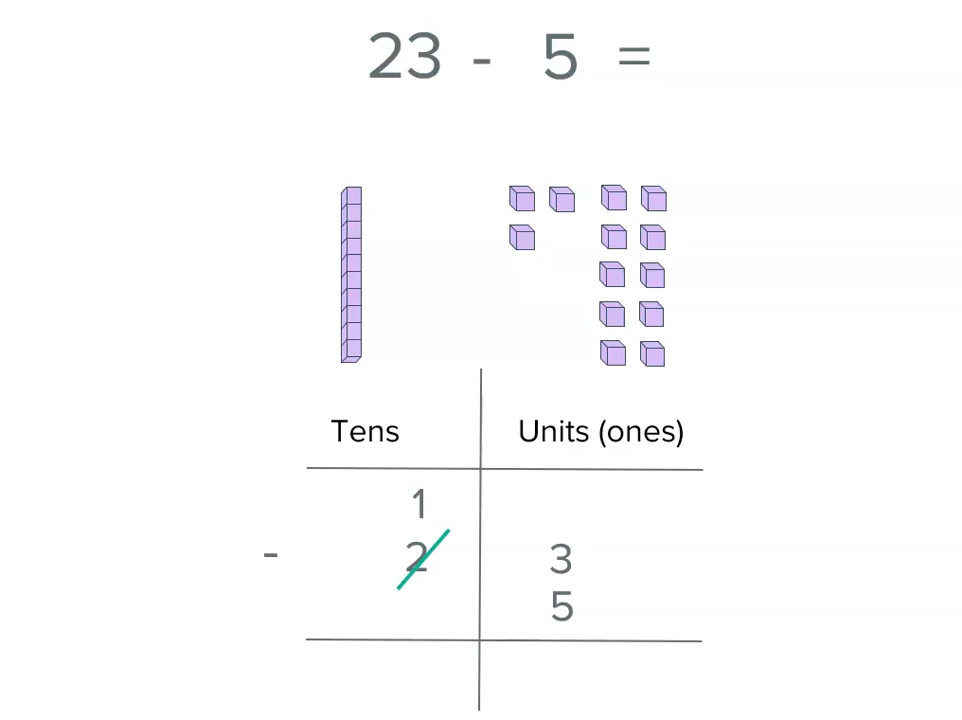 23 - 5 =
Tens Units (ones)
1
- 2 3
5